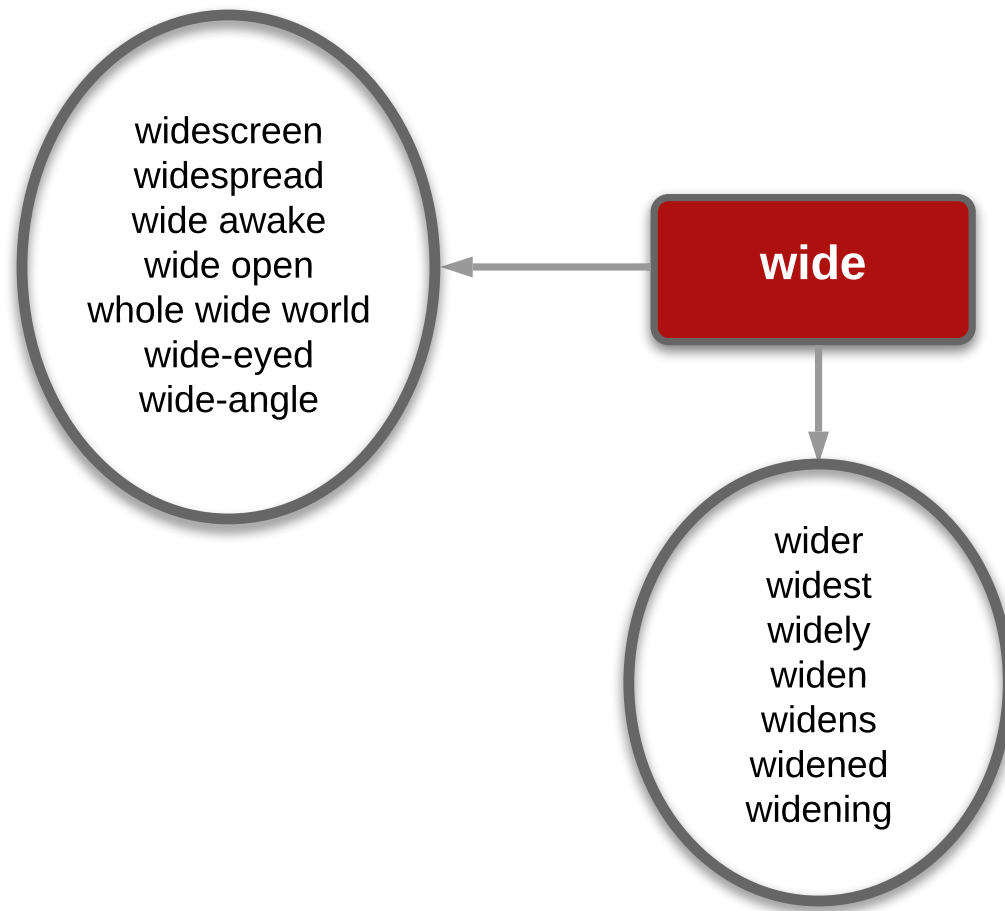 widescreen
widespread
wide awake
wide open
whole wide world
wide-eyed
wide-angle
wide
wider
widest
widely
widen
widens
widened
widening